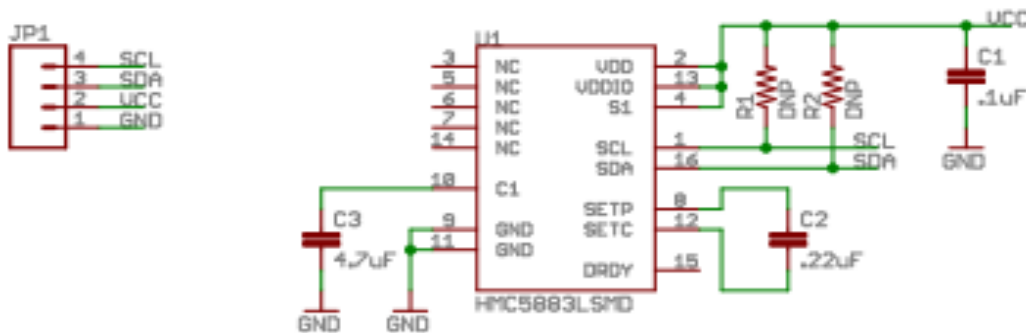 JP1
4 SCL
3 SDA
2 VCC
1 GND
U1
3 NC
5 NC
6 NC
7 NC
14 NC
10 C1
9 GND
11 GND
VDD 2
VDDIO 13
S1 4
SCL 1
SDA 16
SETP 8
SETC 12
DRDY 15
HMC5883LSMD
C3
4.7uF
GND
GND
R1
DNP
R2
DNP
VCC
C1
.1uF
GND
SCL
SDA
C2
.22uF